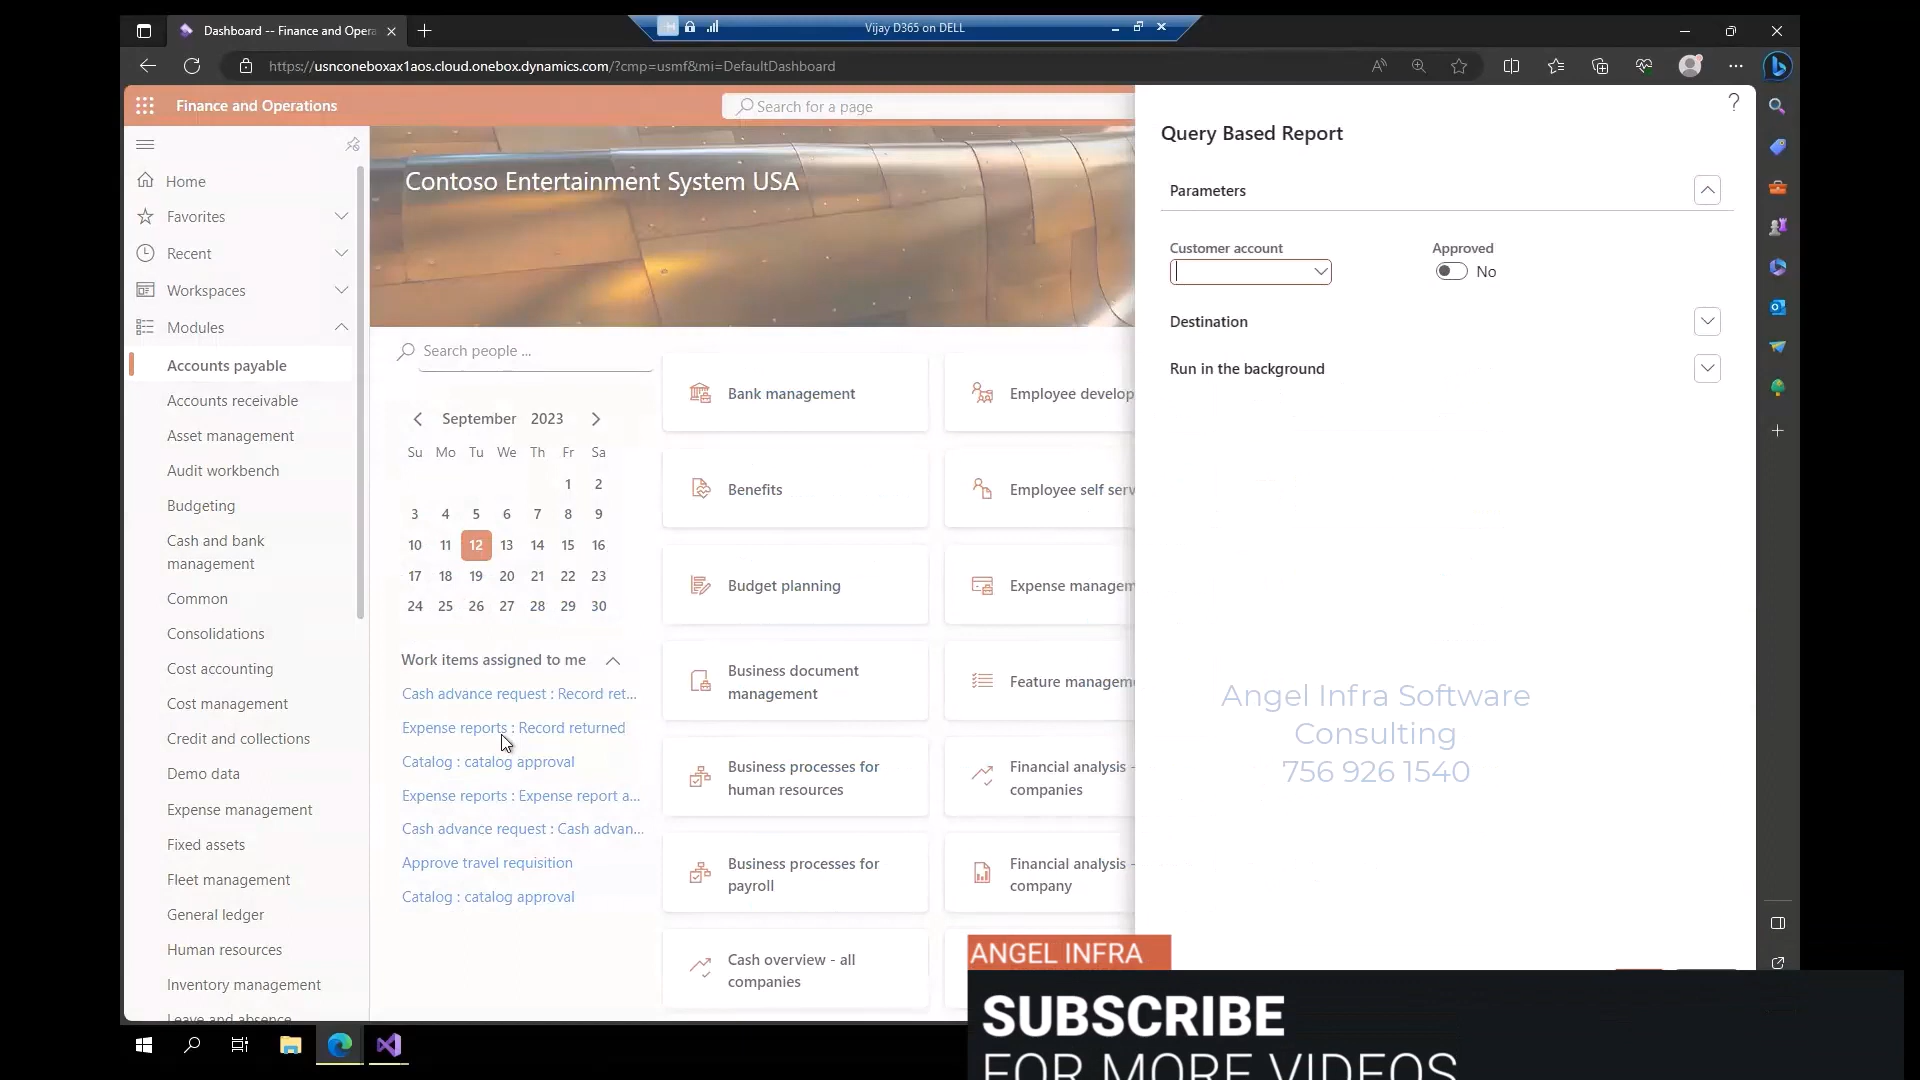 Dashboard -- Finance and Opera
Vijay D365 on DELL
https://usnconeboxax1aos.cloud.onebox.dynamics.com/?cmp=usmf&mi=DefaultDashboard
Finance and Operations
Search for a page
?
Home
Favorites
Recent
Workspaces
Modules
Accounts payable
Accounts receivable
Asset management
Audit workbench
Budgeting
Cash and bank
management
Common
Consolidations
Cost accounting
Cost management
Credit and collections
Demo data
Expense management
Fixed assets
Fleet management
General ledger
Human resources
Inventory management
Leave and absence
Contoso Entertainment System USA
Search people ...
September 2023
Su Mo Tu We Th Fr Sa
1 2
3 4 5 6 7 8 9
10 11 12 13 14 15 16
17 18 19 20 21 22 23
24 25 26 27 28 29 30
Work items assigned to me
Cash advance request : Record ret...
Expense reports : Record returned
Catalog : catalog approval
Expense reports : Expense report a...
Cash advance request : Cash advan...
Approve travel requisition
Catalog : catalog approval
Bank management
Benefits
Budget planning
Business document
management
Business processes for
human resources
Business processes for
payroll
Cash overview - all
companies
Employee develop
Employee self serv
Expense managem
Feature managem
Financial analysis -
companies
Financial analysis -
company
Query Based Report
Parameters
Customer account
Approved
No
Destination
Run in the background
Angel Infra Software
Consulting
756 926 1540
ANGEL INFRA
SUBSCRIBE
FOR MORE VIDEOS